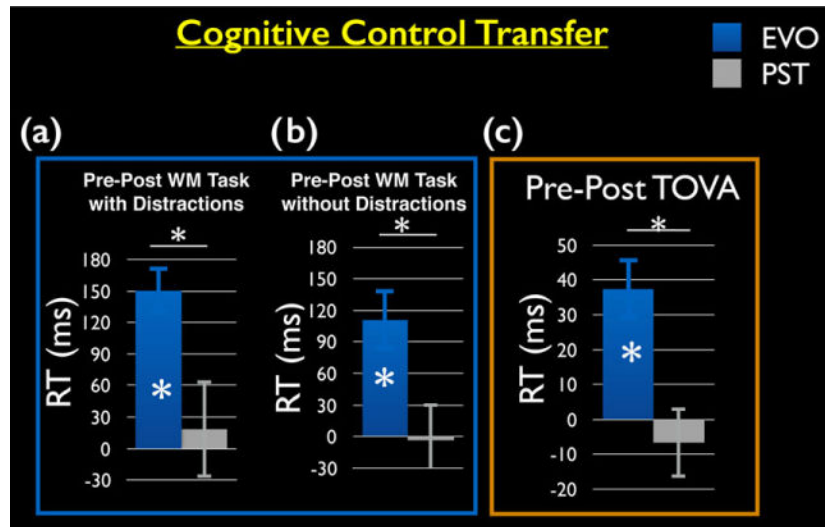 Cognitive Control Transfer
EVO
PST
(a)
(b)
(c)
Pre-Post WM Task
with Distractions
*
180
150
120
90
60
30
0
-30
RT (ms)
*
Pre-Post WM Task
without Distractions
*
180
150
120
90
60
30
0
-30
RT (ms)
*
Pre-Post TOVA
*
50
40
30
20
10
0
-10
-20
RT (ms)
*